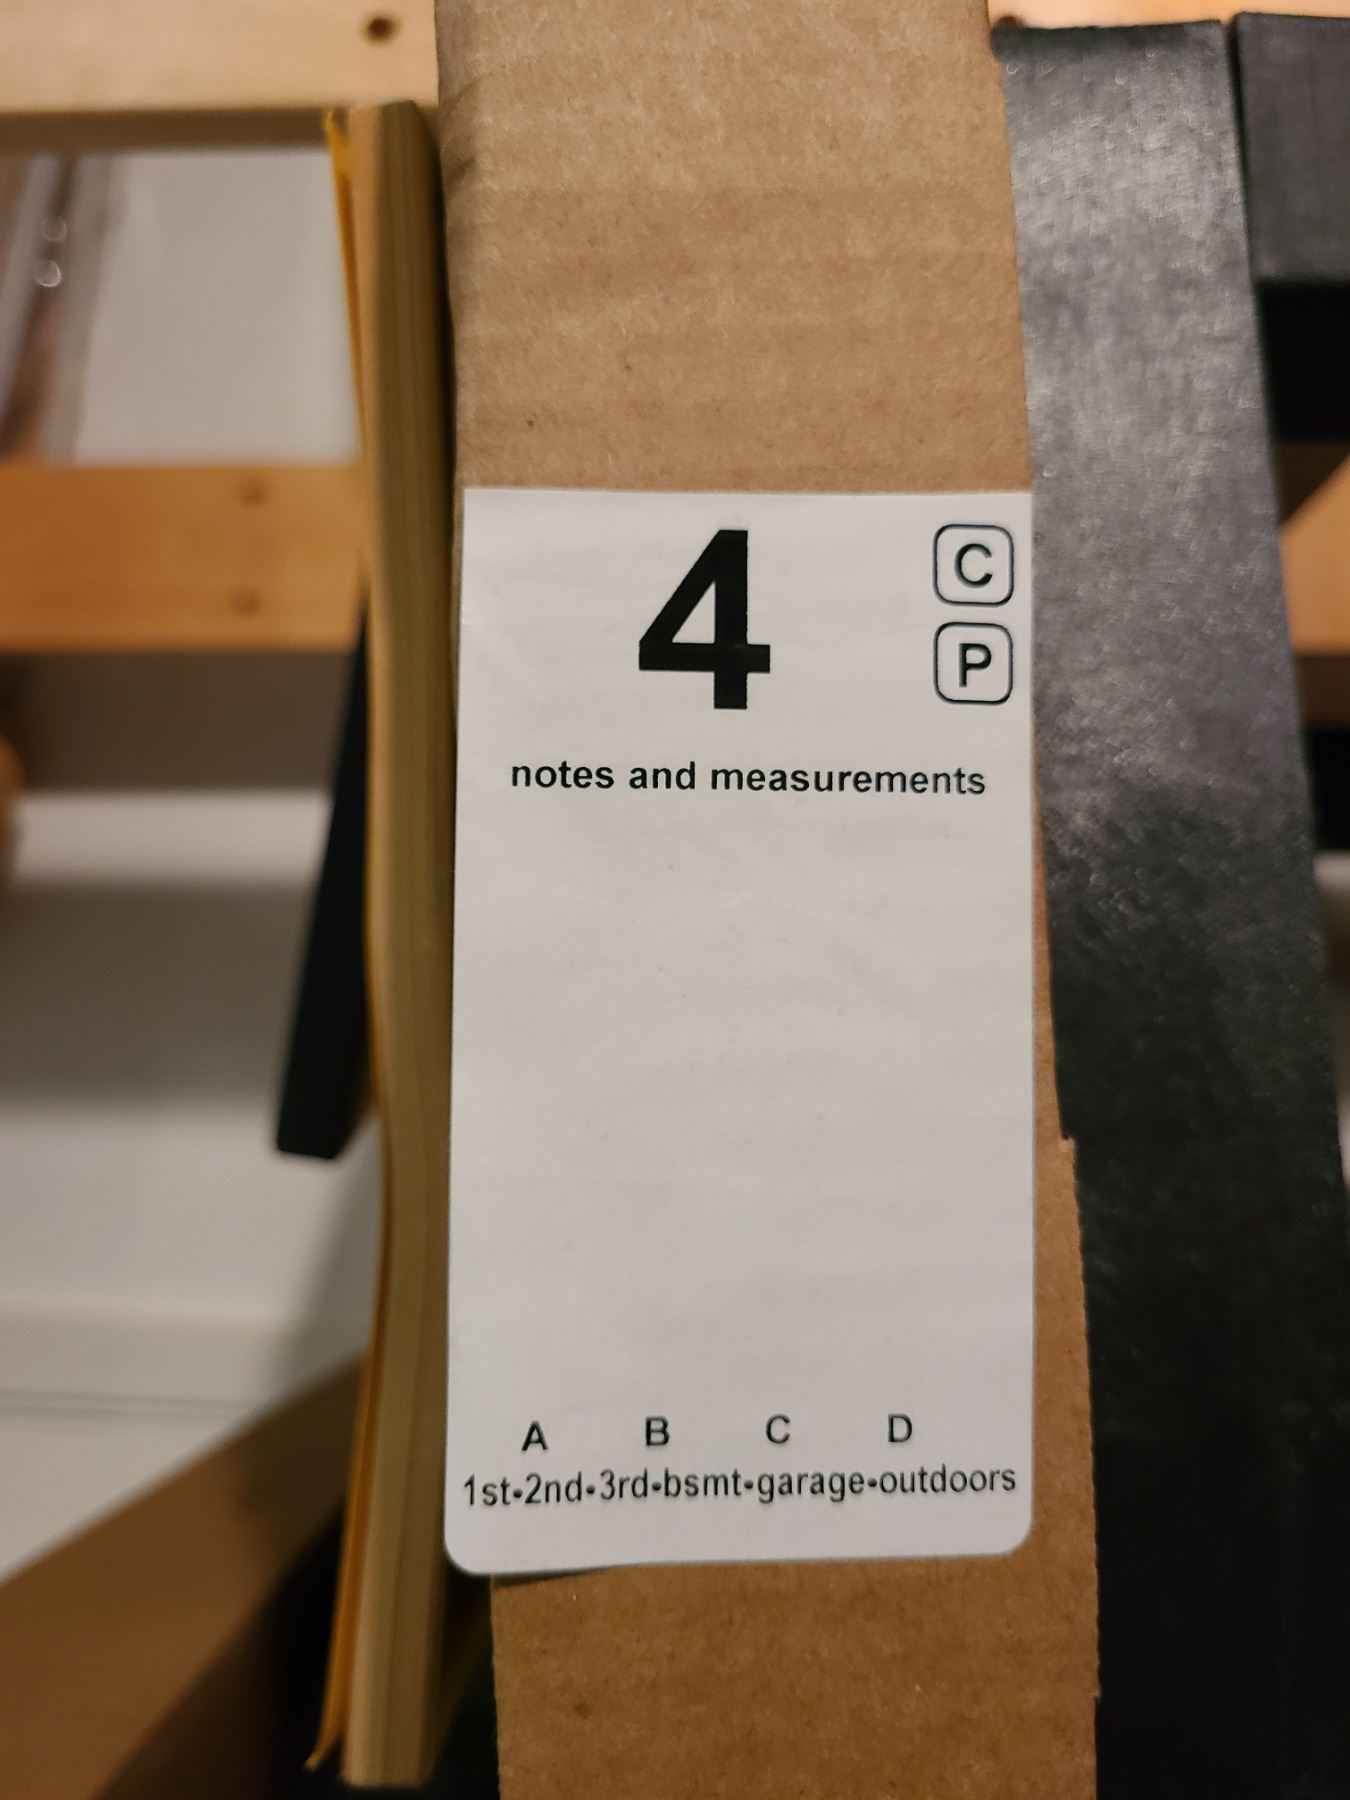 4
C
P
notes and measurements
A B C D
1st•2nd•3rd•bsmt•garage•outdoors